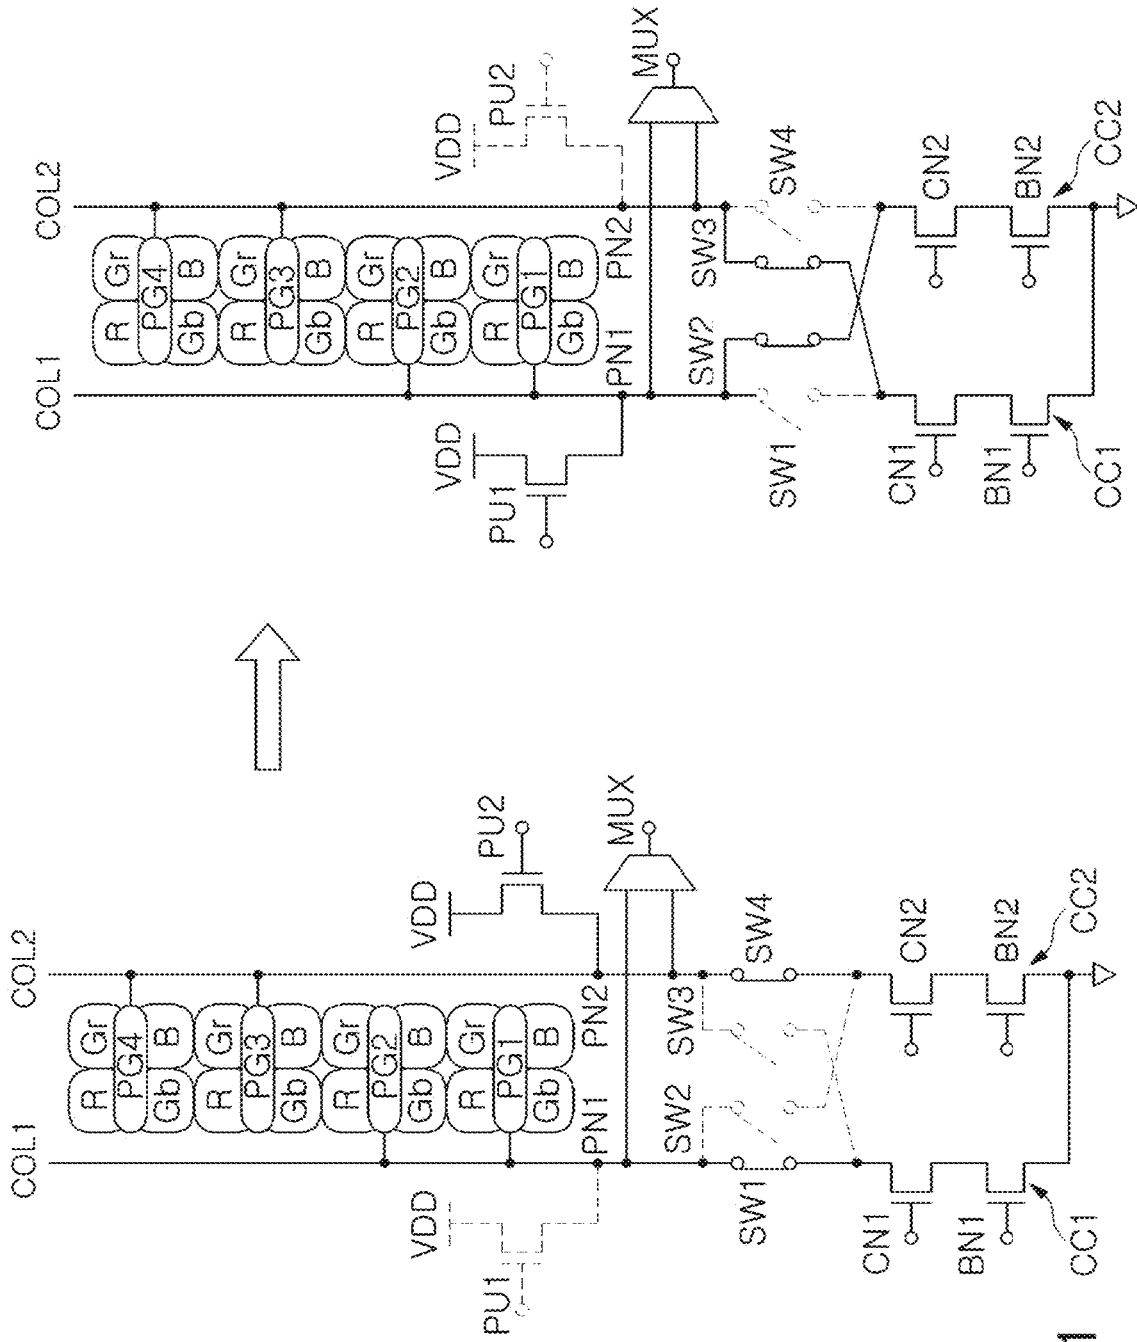 COL1
COL2
R
Gr
PG4
Gb
B
R
Gr
PG3
Gb
B
R
Gr
PG2
Gb
B
R
Gr
PG1
Gb
B
VDD
PU1
VDD
PU2
PN1
PN2
MUX
SW1
SW2
SW3
SW4
CN1
CN2
BN1
BN2
CC1
CC2
COL1
COL2
R
Gr
PG4
Gb
B
R
Gr
PG3
Gb
B
R
Gr
PG2
Gb
B
R
Gr
PG1
Gb
B
VDD
PU1
VDD
PU2
PN1
PN2
MUX
SW1
SW2
SW3
SW4
CN1
CN2
BN1
BN2
CC1
CC2